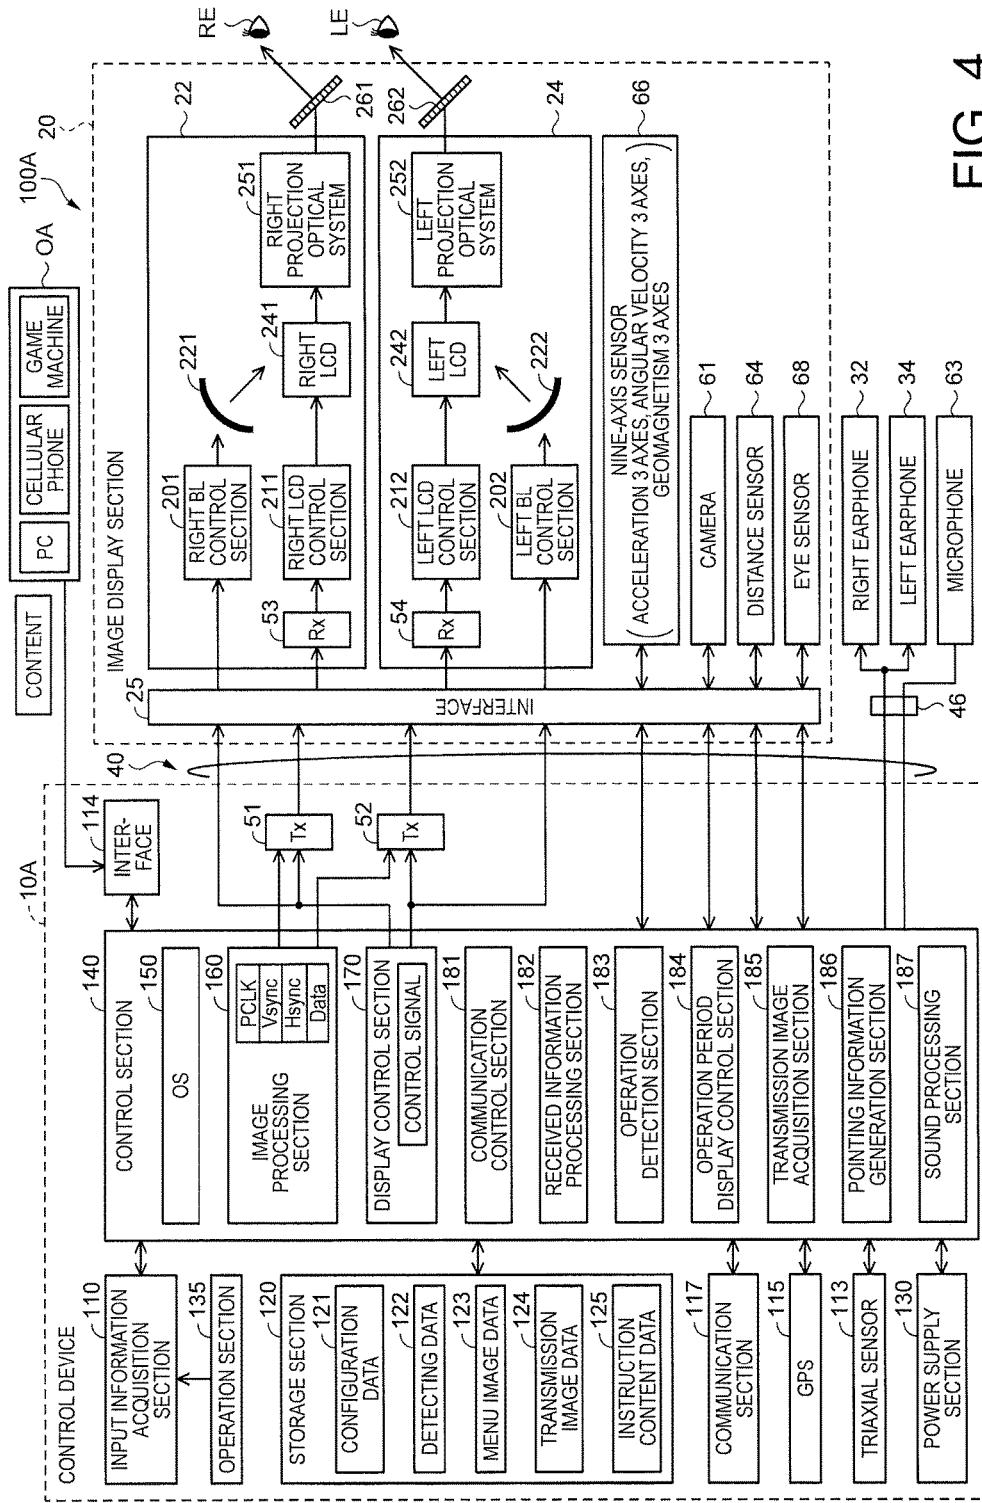 FIG. 4
100A
CONTENT
OA
PC
CELLULAR
PHONE
GAME
MACHINE
10A
CONTROL DEVICE
110
INPUT INFORMATION
ACQUISITION
SECTION
135
OPERATION SECTION
120
STORAGE SECTION
121
CONFIGURATION
DATA
122
DETECTING DATA
123
MENU IMAGE DATA
124
TRANSMISSION
IMAGE DATA
125
INSTRUCTION
CONTENT DATA
117
COMMUNICATION
SECTION
115
GPS
113
TRIAXIAL SENSOR
130
POWER SUPPLY
SECTION
140
CONTROL SECTION
150
OS
160
IMAGE
PROCESSING
SECTION
PCLK
Vsync
Hsync
Data
170
DISPLAY CONTROL SECTION
CONTROL SIGNAL
181
COMMUNICATION
CONTROL SECTION
182
RECEIVED INFORMATION
PROCESSING SECTION
183
OPERATION
DETECTION SECTION
184
OPERATION PERIOD
DISPLAY CONTROL SECTION
185
TRANSMISSION IMAGE
ACQUISITION SECTION
186
POINTING INFORMATION
GENERATION SECTION
187
SOUND PROCESSING
SECTION
114
INTER-
FACE
51
Tx
52
Tx
40
20
IMAGE DISPLAY SECTION
25
INTERFACE
22
201
RIGHT BL
CONTROL
SECTION
221
53
Rx
211
RIGHT LCD
CONTROL
SECTION
241
RIGHT
LCD
251
RIGHT
PROJECTION
OPTICAL
SYSTEM
261
RE
24
54
Rx
212
LEFT LCD
CONTROL
SECTION
242
LEFT
LCD
252
LEFT
PROJECTION
OPTICAL
SYSTEM
262
LE
202
LEFT BL
CONTROL
SECTION
222
66
NINE-AXIS SENSOR
(ACCELERATION 3 AXES, ANGULAR VELOCITY 3 AXES,
GEOMAGNETISM 3 AXES)
61
CAMERA
64
DISTANCE SENSOR
68
EYE SENSOR
46
32
RIGHT EARPHONE
34
LEFT EARPHONE
63
MICROPHONE